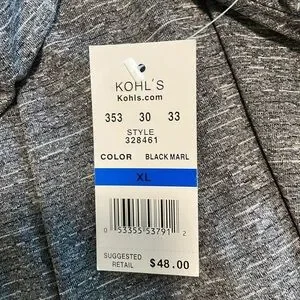 KOHL'S
Kohls.com
353 30 33
STYLE
328461
COLOR BLACK MARL
XL
0 53355 53791 2
SUGGESTED
RETAIL $48.00